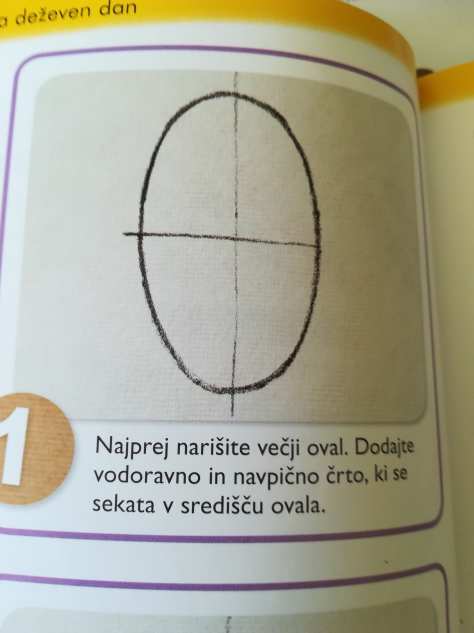 a deževen dan
1
Najprej narišite večji oval. Dodajte
vodoravno in navpično črto, ki se
sekata v središču ovala.